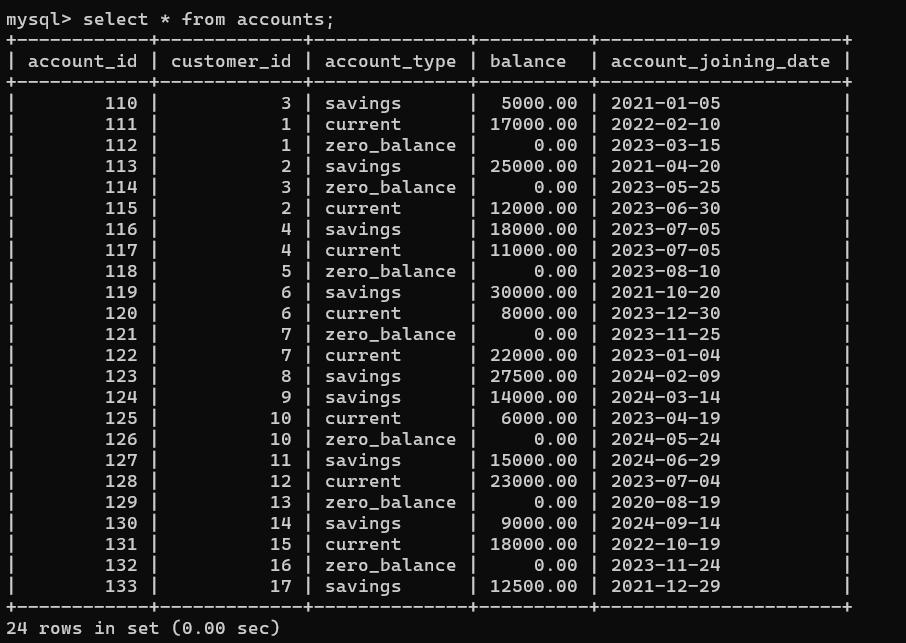 mysql> select * from accounts;
+------------+-------------+--------------+----------+----------------------+
| account_id | customer_id | account_type | balance  | account_joining_date |
+------------+-------------+--------------+----------+----------------------+
|        110 |           3 | savings      |  5000.00 | 2021-01-05           |
|        111 |           1 | current      | 17000.00 | 2022-02-10           |
|        112 |           1 | zero_balance |     0.00 | 2023-03-15           |
|        113 |           2 | savings      | 25000.00 | 2021-04-20           |
|        114 |           3 | zero_balance |     0.00 | 2023-05-25           |
|        115 |           2 | current      | 12000.00 | 2023-06-30           |
|        116 |           4 | savings      | 18000.00 | 2023-07-05           |
|        117 |           4 | current      | 11000.00 | 2023-07-05           |
|        118 |           5 | zero_balance |     0.00 | 2023-08-10           |
|        119 |           6 | savings      | 30000.00 | 2021-10-20           |
|        120 |           6 | current      |  8000.00 | 2023-12-30           |
|        121 |           7 | zero_balance |     0.00 | 2023-11-25           |
|        122 |           7 | current      | 22000.00 | 2023-01-04           |
|        123 |           8 | savings      | 27500.00 | 2024-02-09           |
|        124 |           9 | savings      | 14000.00 | 2024-03-14           |
|        125 |          10 | current      |  6000.00 | 2023-04-19           |
|        126 |          10 | zero_balance |     0.00 | 2024-05-24           |
|        127 |          11 | savings      | 15000.00 | 2024-06-29           |
|        128 |          12 | current      | 23000.00 | 2023-07-04           |
|        129 |          13 | zero_balance |     0.00 | 2020-08-19           |
|        130 |          14 | savings      |  9000.00 | 2024-09-14           |
|        131 |          15 | current      | 18000.00 | 2022-10-19           |
|        132 |          16 | zero_balance |     0.00 | 2023-11-24           |
|        133 |          17 | savings      | 12500.00 | 2021-12-29           |
+------------+-------------+--------------+----------+----------------------+
24 rows in set (0.00 sec)